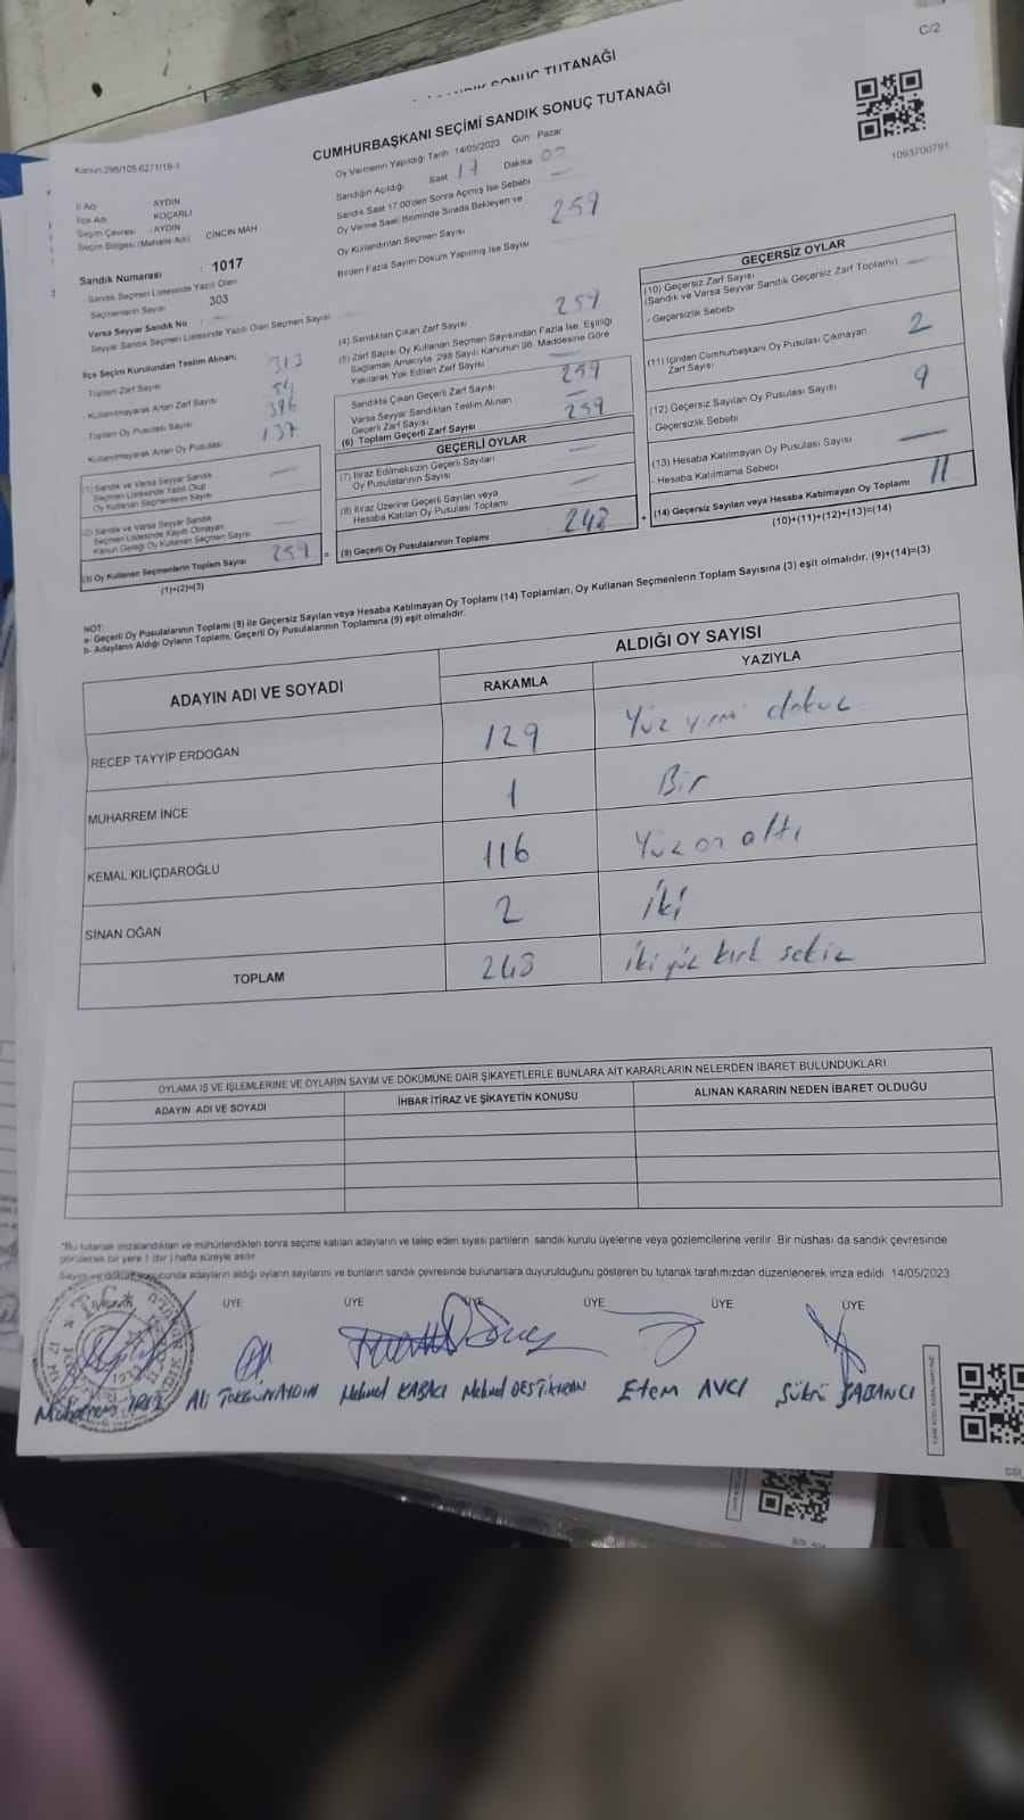 C/2
SONUÇ TUTANAĞI
CUMHURBAŞKANI SEÇİMİ SANDIK SONUÇ TUTANAĞI
1093700791
Oy Vermenin Yapıldığı Tarih 14/05/2023 Gün: Pazar
Sandığın Açıldığı Saat 17 Dakika
Sandık Saat 17.00'den Sonra Açılmış İse Sebebi
Oy Verme Saati Bitiminde Sırada Bekleyen ve
Oy Kullandırılan Seçmen Sayısı
259
Birden Fazla Sayım Döküm Yapılmış İse Sayısı
İl Adı AYDIN
İlçe Adı KOÇARLI
Seçim Çevresi AYDIN
Seçim Bölgesi (Muhtarlık Adı) CİNCİN MAH
Sandık Numarası : 1017
Sandık Seçmen Listesinde Yazılı Olan
Seçmenlerin Sayısı 303
Varsa Seyyar Sandık No
Seyyar Sandık Seçmen Listesinde Yazılı Olan Seçmen Sayısı
İlçe Seçim Kurulundan Teslim Alınan;
Toplam Zarf Sayısı 313
Kullanılmayarak Artan Zarf Sayısı 54
Toplam Oy Pusulası Sayısı 396
Kullanılmayarak Artan Oy Pusulası 137
(1) Sandık ve Varsa Seyyar Sandık
Seçmen Listesinde Yazılı Olup
Oy Kullanan Seçmenlerin Sayısı
(2) Sandık ve Varsa Seyyar Sandık
Seçmen Listesinde Kayıtlı Olmayan
Kanun Gereği Oy Kullanan Seçmen Sayısı
(3) Oy Kullanan Seçmenlerin Toplam Sayısı 259
(1)+(2)=(3)
(4) Sandıktan Çıkan Zarf Sayısı 259
(5) Zarf Sayısı Oy Kullanan Seçmen Sayısından Fazla İse, Eşitliği
Sağlamak Amacıyla, 298 Sayılı Kanunun 98. Maddesine Göre
Yakılarak Yok Edilen Zarf Sayısı
Sandıkta Çıkan Geçerli Zarf Sayısı 259
Varsa Seyyar Sandıktan Teslim Alınan
Geçerli Zarf Sayısı
(6) Toplam Geçerli Zarf Sayısı 259
GEÇERLİ OYLAR
(7) İtiraz Edilmeksizin Geçerli Sayılan
Oy Pusulalarının Sayısı
(8) İtiraz Üzerine Geçerli Sayılan veya
Hesaba Katılan Oy Pusulası Toplamı
(9) Geçerli Oy Pusulalarının Toplamı 248
GEÇERSİZ OYLAR
(10) Geçersiz Zarf Sayısı
(Sandık ve Varsa Seyyar Sandık Geçersiz Zarf Toplamı)
- Geçersizlik Sebebi
(11) İçinden Cumhurbaşkanı Oy Pusulası Çıkmayan
Zarf Sayısı 2
(12) Geçersiz Sayılan Oy Pusulası Sayısı 9
Geçersizlik Sebebi
(13) Hesaba Katılmayan Oy Pusulası Sayısı
- Hesaba Katılmama Sebebi
(14) Geçersiz Sayılan veya Hesaba Katılmayan Oy Toplamı 11
(10)+(11)+(12)+(13)=(14)
NOT:
a- Geçerli Oy Pusulalarının Toplamı (9) ile Geçersiz Sayılan veya Hesaba Katılmayan Oy Toplamı (14) Toplamları, Oy Kullanan Seçmenlerin Toplam Sayısına (3) eşit olmalıdır. (9)+(14)=(3)
b- Adayların Aldığı Oyların Toplamı, Geçerli Oy Pusulalarının Toplamına (9) eşit olmalıdır.
ADAYIN ADI VE SOYADI
ALDIĞI OY SAYISI
RAKAMLA YAZIYLA
RECEP TAYYİP ERDOĞAN 129 Yüz yirmi dokuz
MUHARREM İNCE 1 Bir
KEMAL KILIÇDAROĞLU 116 Yüz on altı
SİNAN OĞAN 2 iki
TOPLAM 248 iki yüz kırk sekiz
OYLAMA İŞ VE İŞLEMLERİNE VE OYLARIN SAYIM VE DÖKÜMÜNE DAİR ŞİKAYETLERLE BUNLARA AİT KARARLARIN NELERDEN İBARET BULUNDUKLARI
ADAYIN ADI VE SOYADI İHBAR İTİRAZ VE ŞİKAYETİN KONUSU ALINAN KARARIN NEDEN İBARET OLDUĞU
*Bu tutanak imzalandıktan ve mühürlendikten sonra seçime katılan adayların ve talep eden siyasi partilerin sandık kurulu üyelerine veya gözlemcilerine verilir. Bir nüshası da sandık çevresinde
görülecek bir yere 1 (bir) hafta süreyle asılır
Sayım ve döküm sonucunda adayların aldığı oyların sayılarını ve bunların sandık çevresinde bulunanlara duyurulduğunu gösteren bu tutanak tarafımızdan düzenlenerek imza edildi. 14/05/2023
ÜYE ÜYE ÜYE ÜYE ÜYE ÜYE
Ali Mehmet KABACI Mehmet Etem AVCI Şükrü SABANCI